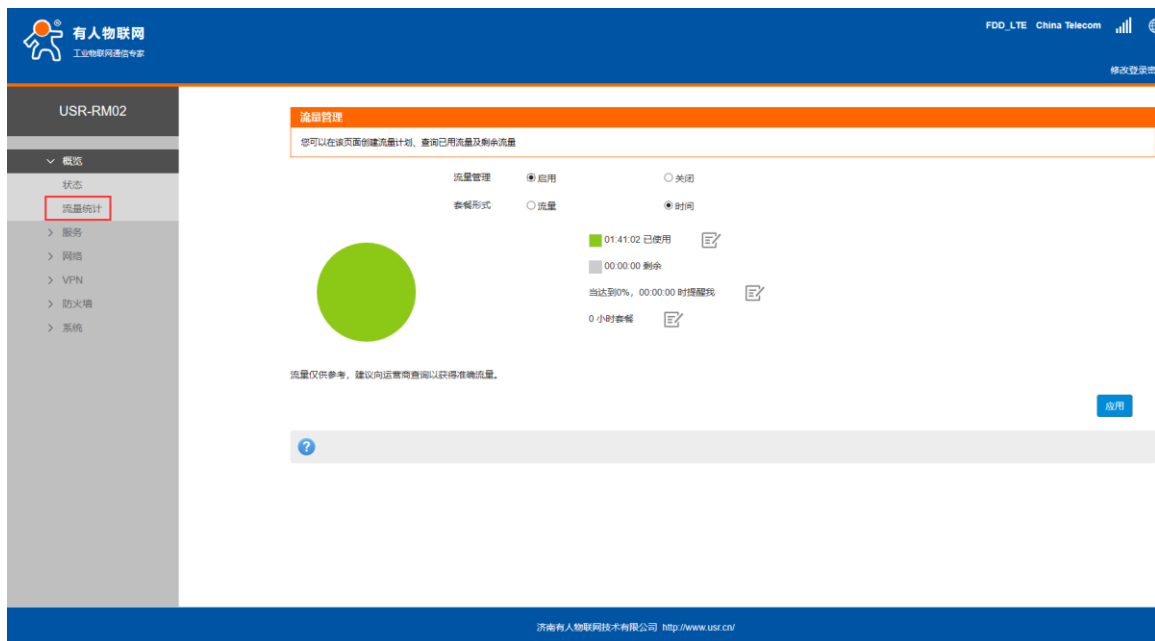 有人物联网
工业物联网通信专家
FDD_LTE China Telecom
修改登录密
USR-RM02
概览
状态
流量统计
服务
网络
VPN
防火墙
系统
流量管理
您可以在该页面创建流量计划、查询已用流量及剩余流量
流量管理 启用 关闭
套餐形式 流量 时间
01:41:02 已使用
00:00:00 剩余
当达到0%，00:00:00 时提醒我
0 小时套餐
流量仅供参考，建议向运营商查询以获得准确流量。
应用
济南有人物联网技术有限公司 http://www.usr.cn/